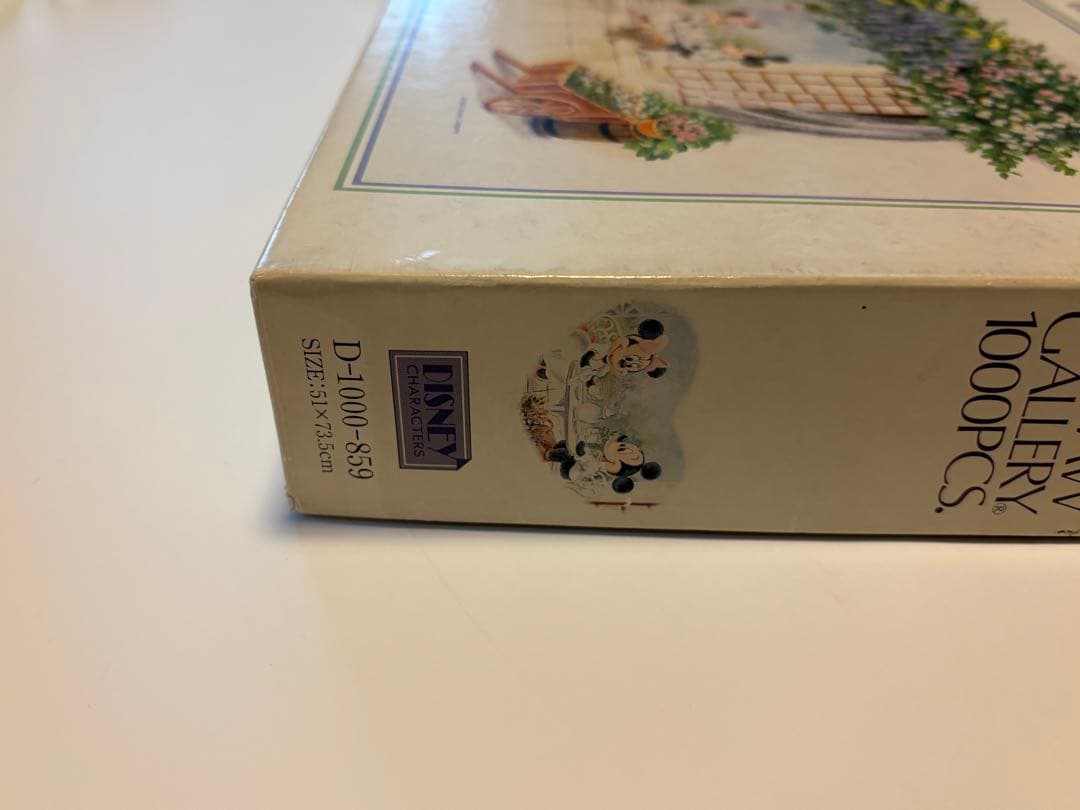 GALLERY®
1000PCS.
DISNEY
CHARACTERS
D-1000-859
SIZE:51×73.5cm